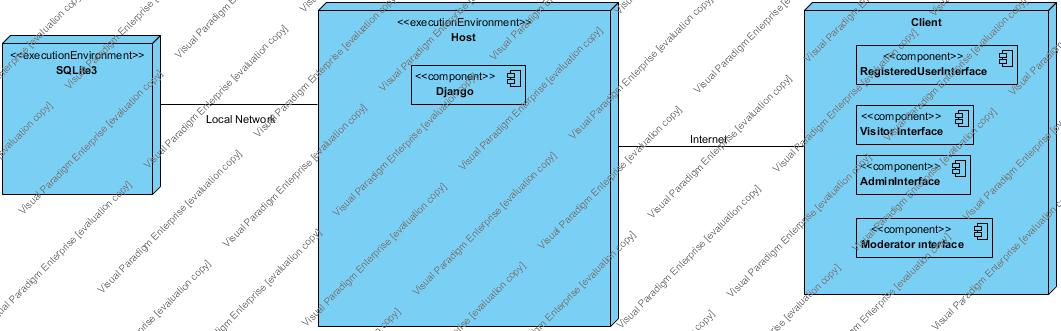 <<executionEnvironment>>
SQLite3
Local Network
<<executionEnvironment>>
Host
<<component>>
Django
Internet
Client
<<component>>
RegisteredUserInterface
<<component>>
Visitor Interface
<<component>>
AdminInterface
<<component>>
Moderator Interface
Visual Paradigm Enterprise [evaluation copy]